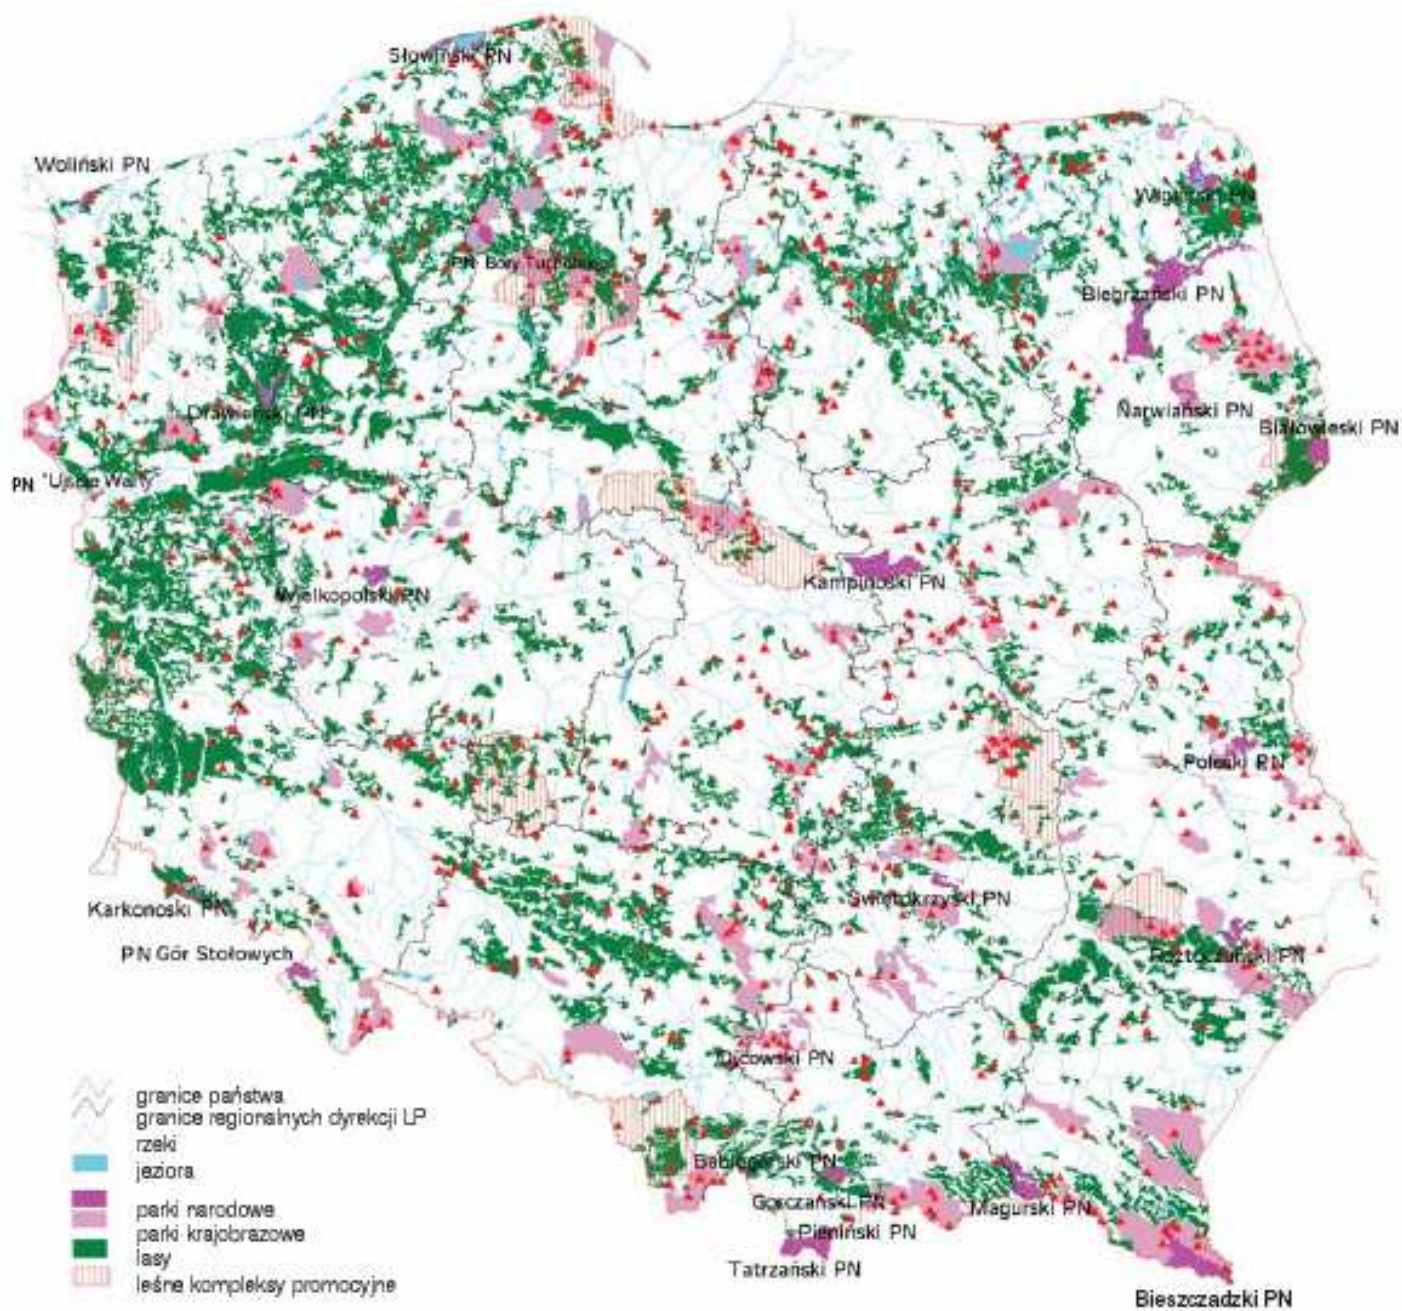 Słowiński PN
Woliński PN
Wigierski PN
PN Bory Tucholskie
Biebrzański PN
Drawieński PN
Narwiański PN
Białowieski PN
PN "Ujście Warty"
Kampinoski PN
Wielkopolski PN
Poleski PN
Karkonoski PN
Świętokrzyski PN
PN Gór Stołowych
Roztoczański PN
Ojcowski PN
granice państwa
granice regionalnych dyrekcji LP
rzeki
jeziora
parki narodowe
parki krajobrazowe
lasy
leśne kompleksy promocyjne
Babiogórski PN
Gorczański PN
Magurski PN
Pieniński PN
Tatrzański PN
Bieszczadzki PN